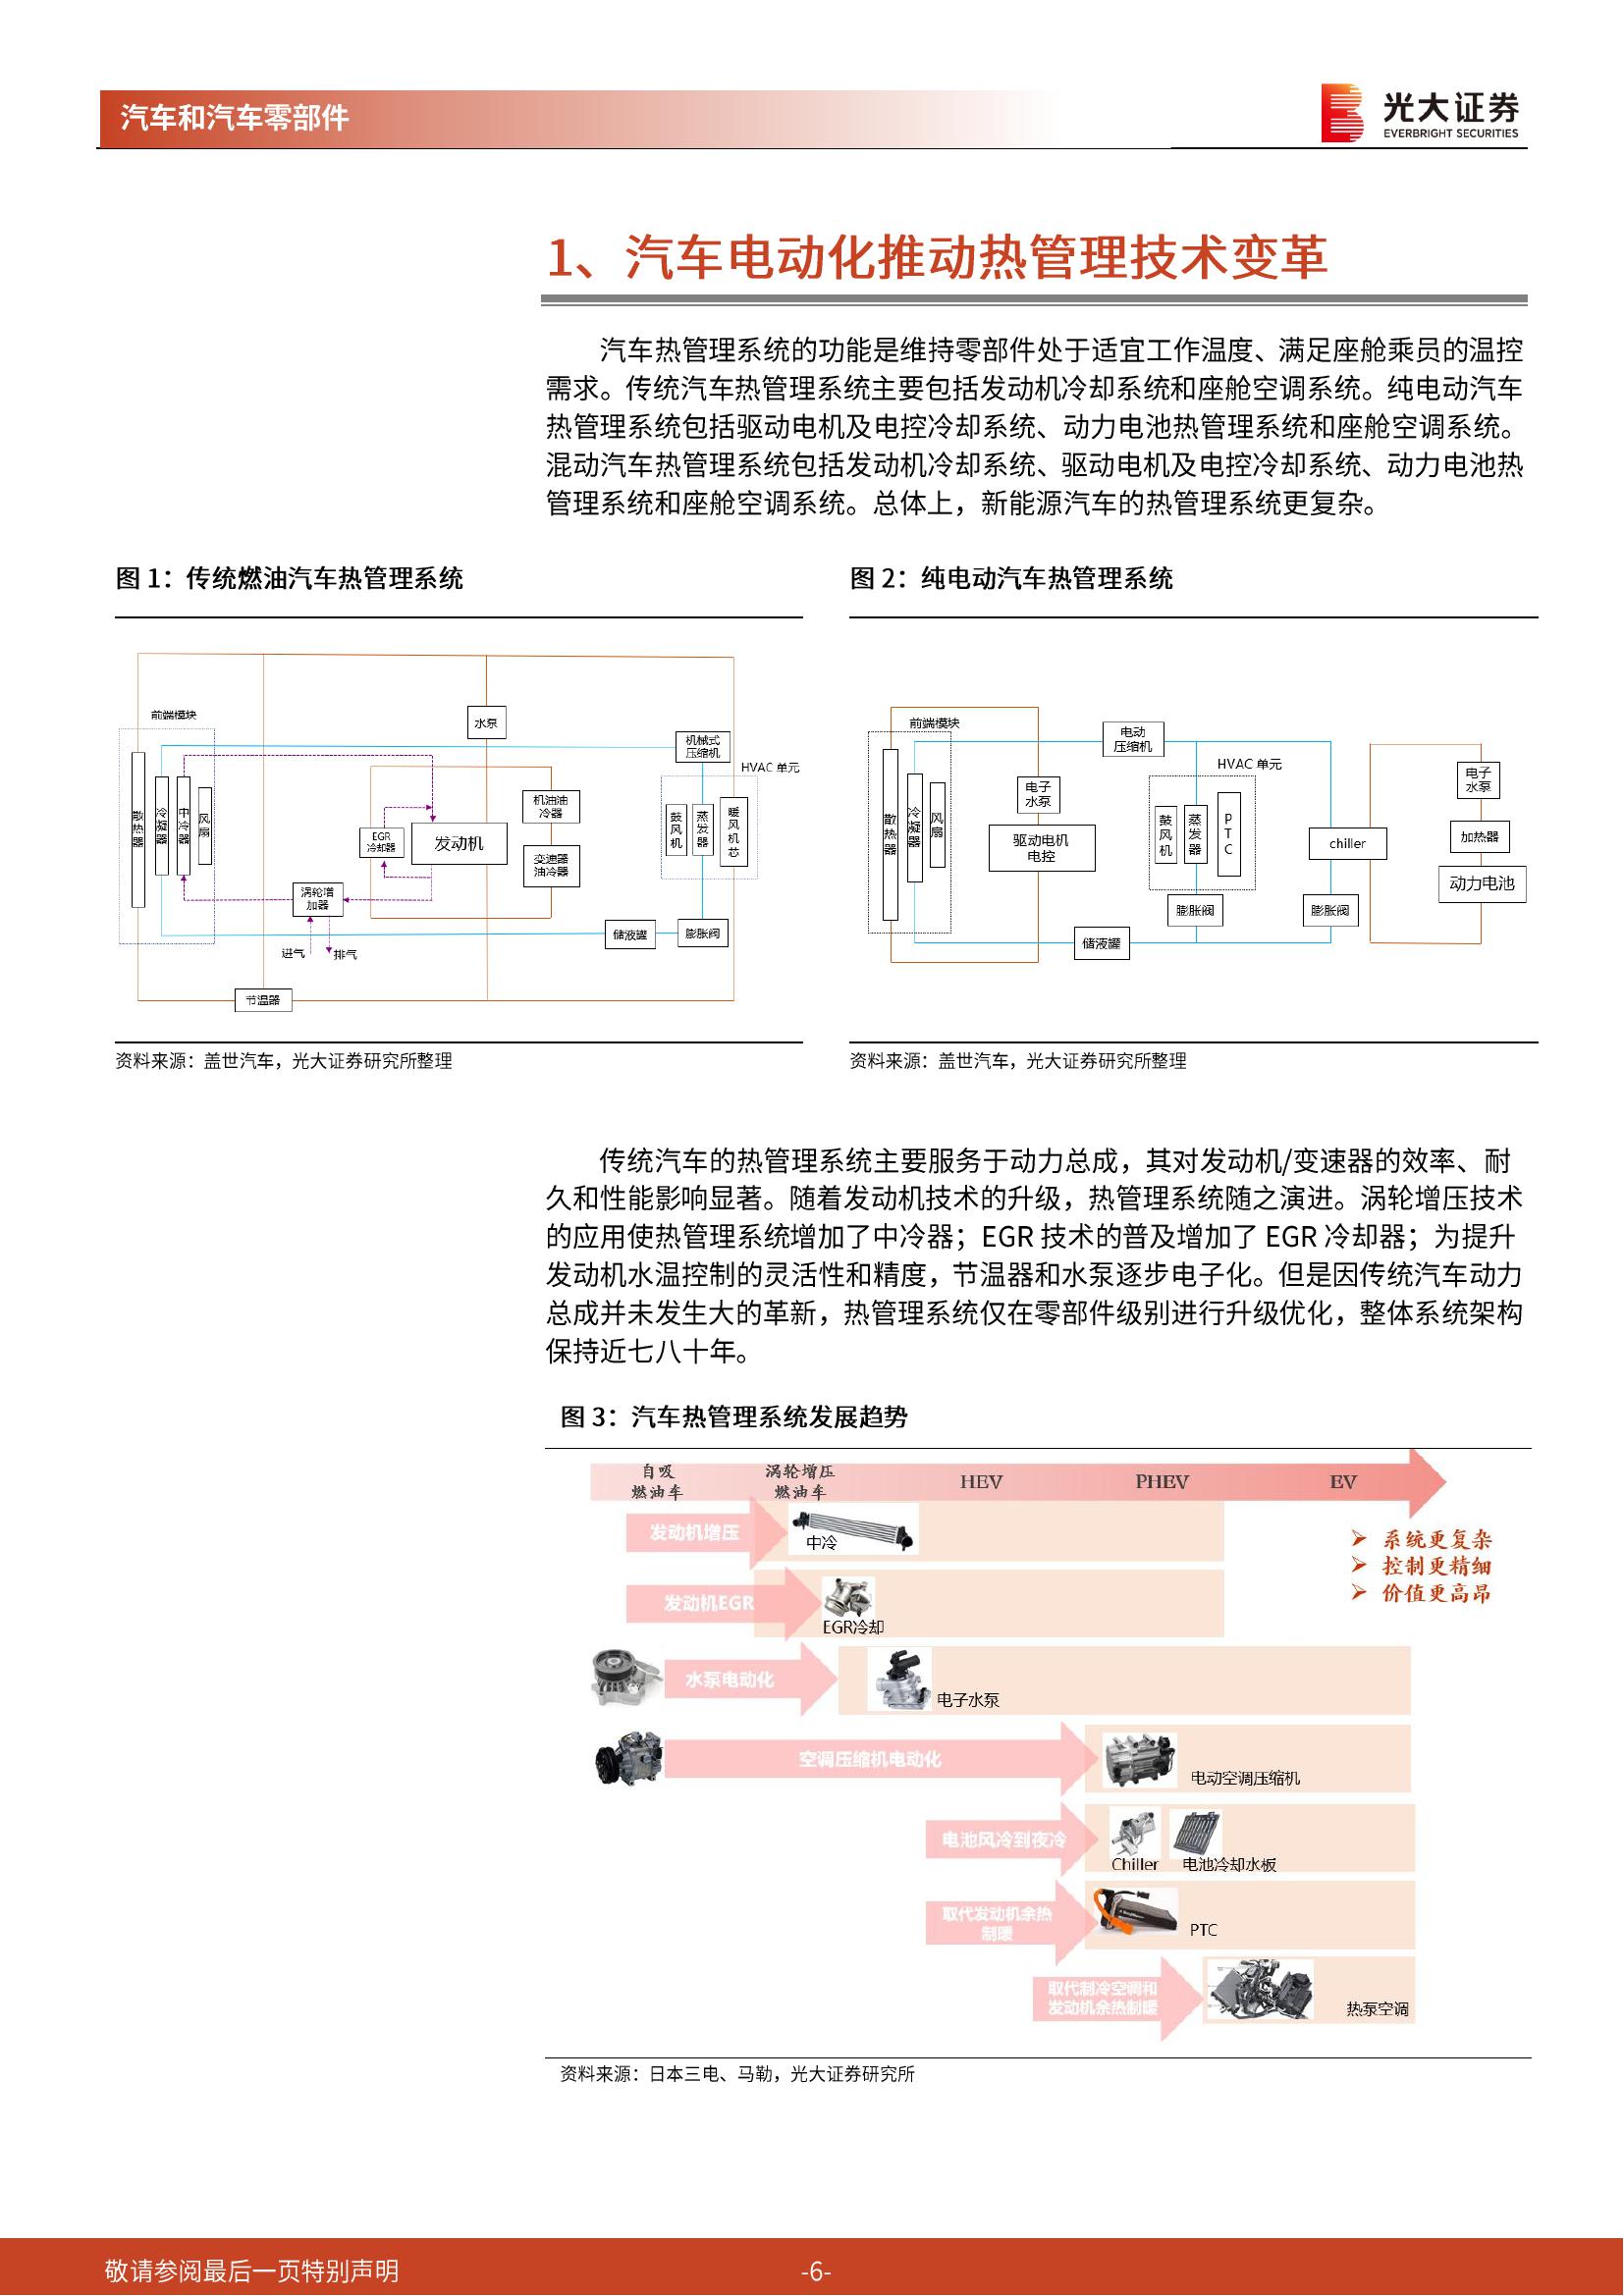 汽车和汽车零部件
光大证券
EVERBRIGHT SECURITIES
1、汽车电动化推动热管理技术变革
汽车热管理系统的功能是维持零部件处于适宜工作温度、满足座舱乘员的温控
需求。传统汽车热管理系统主要包括发动机冷却系统和座舱空调系统。纯电动汽车
热管理系统包括驱动电机及电控冷却系统、动力电池热管理系统和座舱空调系统。
混动汽车热管理系统包括发动机冷却系统、驱动电机及电控冷却系统、动力电池热
管理系统和座舱空调系统。总体上，新能源汽车的热管理系统更复杂。
图 1：传统燃油汽车热管理系统
前端模块
散热器
冷凝器
中冷器
风扇
水泵
机械式
压缩机
HVAC 单元
EGR
冷却器
发动机
机油油
冷器
变速器
油冷器
鼓风机
蒸发器
暖风机芯
涡轮增
加器
进气
排气
储液罐
膨胀阀
节温器
资料来源：盖世汽车，光大证券研究所整理
图 2：纯电动汽车热管理系统
前端模块
散热器
冷凝器
风扇
电子
水泵
驱动电机
电控
电动
压缩机
HVAC 单元
鼓风机
蒸发器
PTC
膨胀阀
储液罐
chiller
膨胀阀
电子
水泵
加热器
动力电池
资料来源：盖世汽车，光大证券研究所整理
传统汽车的热管理系统主要服务于动力总成，其对发动机/变速器的效率、耐
久和性能影响显著。随着发动机技术的升级，热管理系统随之演进。涡轮增压技术
的应用使热管理系统增加了中冷器；EGR 技术的普及增加了 EGR 冷却器；为提升
发动机水温控制的灵活性和精度，节温器和水泵逐步电子化。但是因传统汽车动力
总成并未发生大的革新，热管理系统仅在零部件级别进行升级优化，整体系统架构
保持近七八十年。
图 3：汽车热管理系统发展趋势
自吸
燃油车
涡轮增压
燃油车
HEV
PHEV
EV
发动机增压
中冷
系统更复杂
控制更精细
价值更高昂
发动机EGR
EGR冷却
水泵电动化
电子水泵
空调压缩机电动化
电动空调压缩机
电池风冷到夜冷
Chiller
电池冷却水板
取代发动机余热
制暖
PTC
取代制冷空调和
发动机余热制暖
热泵空调
资料来源：日本三电、马勒，光大证券研究所
敬请参阅最后一页特别声明
-6-